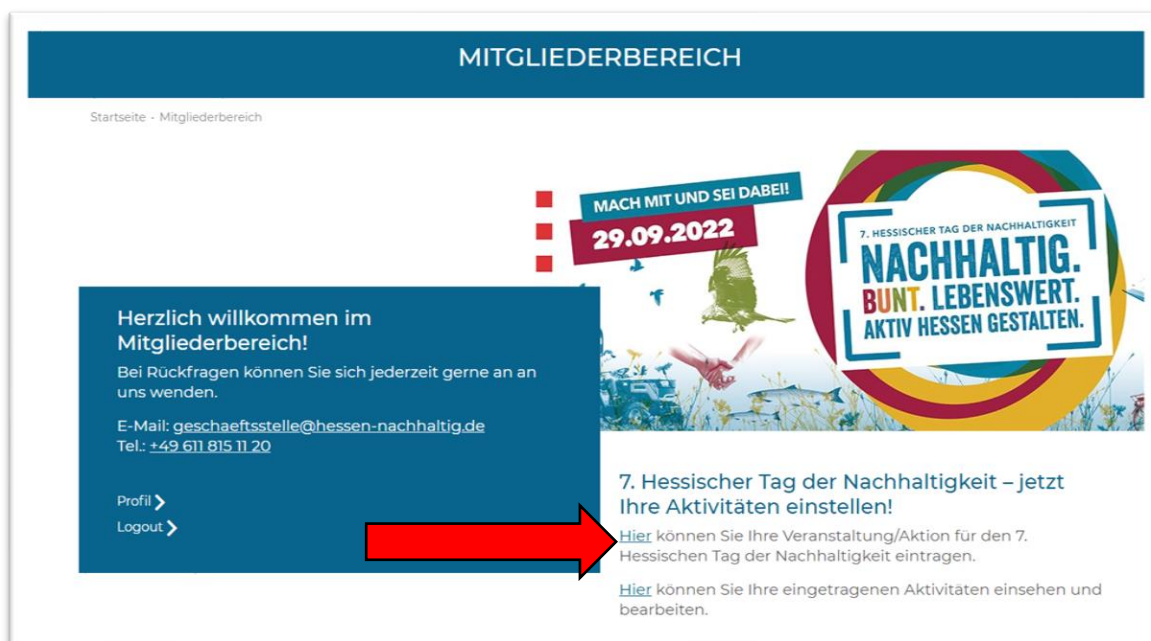 MITGLIEDERBEREICH
Startseite • Mitgliederbereich
MACH MIT UND SEI DABEI!
29.09.2022
7. HESSISCHER TAG DER NACHHALTIGKEIT
NACHHALTIG.
BUNT. LEBENSWERT.
AKTIV HESSEN GESTALTEN.
Herzlich willkommen im
Mitgliederbereich!
Bei Rückfragen können Sie sich jederzeit gerne an an
uns wenden.
E-Mail: geschaeftsstelle@hessen-nachhaltig.de
Tel.: +49 611 815 11 20
Profil
Logout
7. Hessischer Tag der Nachhaltigkeit – jetzt
Ihre Aktivitäten einstellen!
Hier können Sie Ihre Veranstaltung/Aktion für den 7.
Hessischen Tag der Nachhaltigkeit eintragen.
Hier können Sie Ihre eingetragenen Aktivitäten einsehen und
bearbeiten.